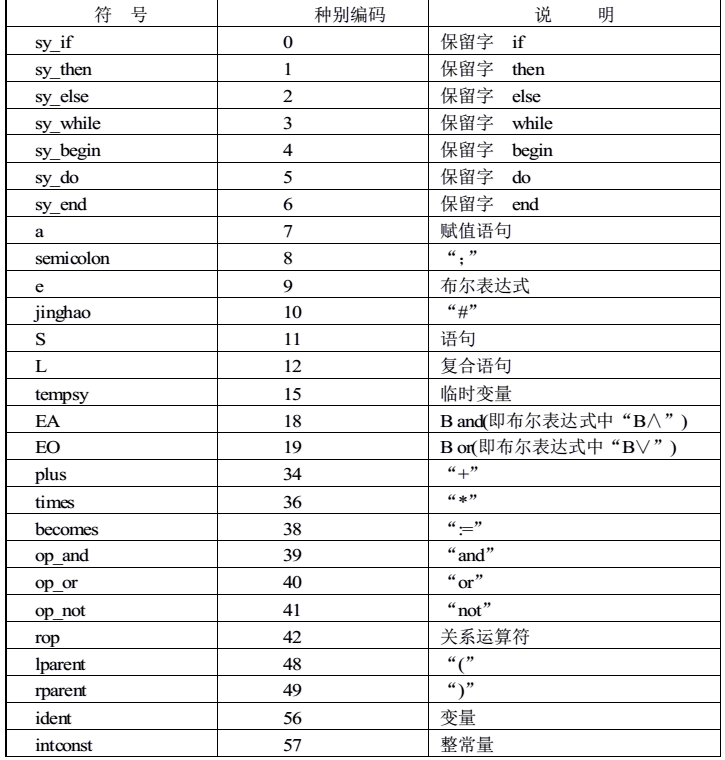 符 号 种别编码 说 明
sy_if 0 保留字 if
sy_then 1 保留字 then
sy_else 2 保留字 else
sy_while 3 保留字 while
sy_begin 4 保留字 begin
sy_do 5 保留字 do
sy_end 6 保留字 end
a 7 赋值语句
semicolon 8 “；”
e 9 布尔表达式
jinghao 10 “#”
S 11 语句
L 12 复合语句
tempsy 15 临时变量
EA 18 B and(即布尔表达式中“B∧”)
EO 19 B or(即布尔表达式中“B∨”)
plus 34 “+”
times 36 “*”
becomes 38 “:=”
op_and 39 “and”
op_or 40 “or”
op_not 41 “not”
rop 42 关系运算符
lparent 48 “(”
rparent 49 “)”
ident 56 变量
intconst 57 整常量